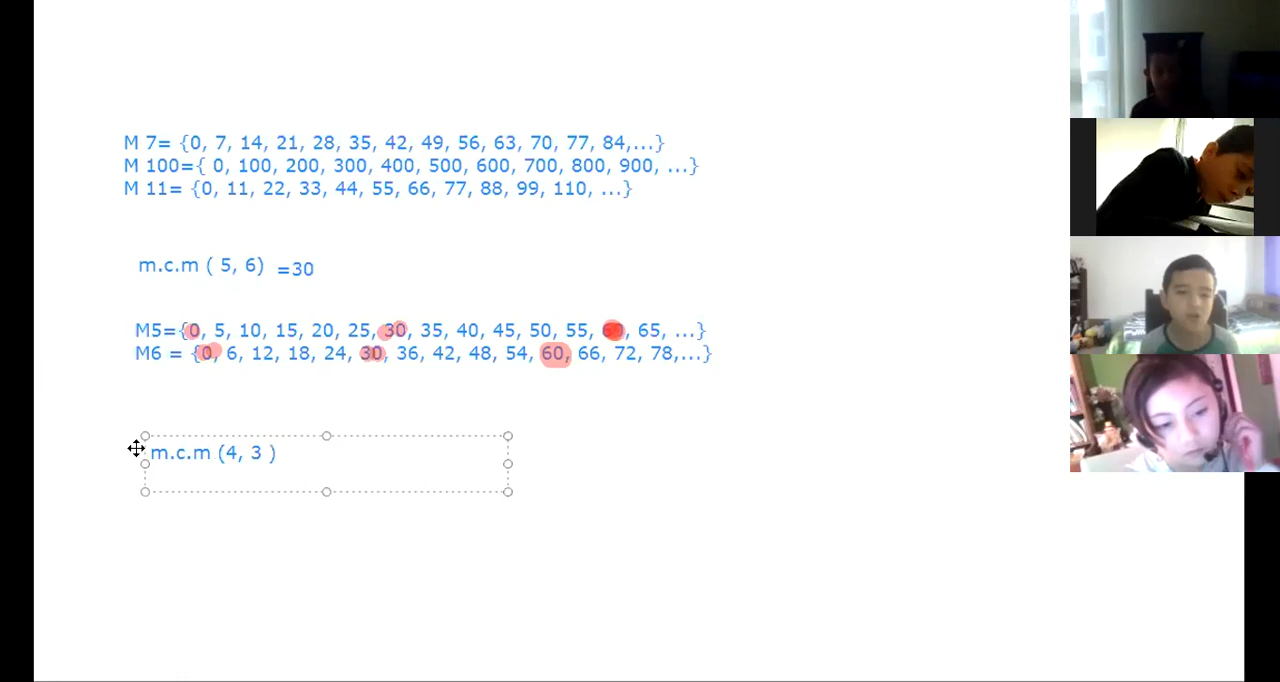 M 7= {0, 7, 14, 21, 28, 35, 42, 49, 56, 63, 70, 77, 84,...}
M 100={ 0, 100, 200, 300, 400, 500, 600, 700, 800, 900, ...}
M 11= {0, 11, 22, 33, 44, 55, 66, 77, 88, 99, 110, ...}
m.c.m ( 5, 6) =30
M5={0, 5, 10, 15, 20, 25, 30, 35, 40, 45, 50, 55, 60, 65, ...}
M6 = {0, 6, 12, 18, 24, 30, 36, 42, 48, 54, 60, 66, 72, 78,...}
m.c.m (4, 3 )